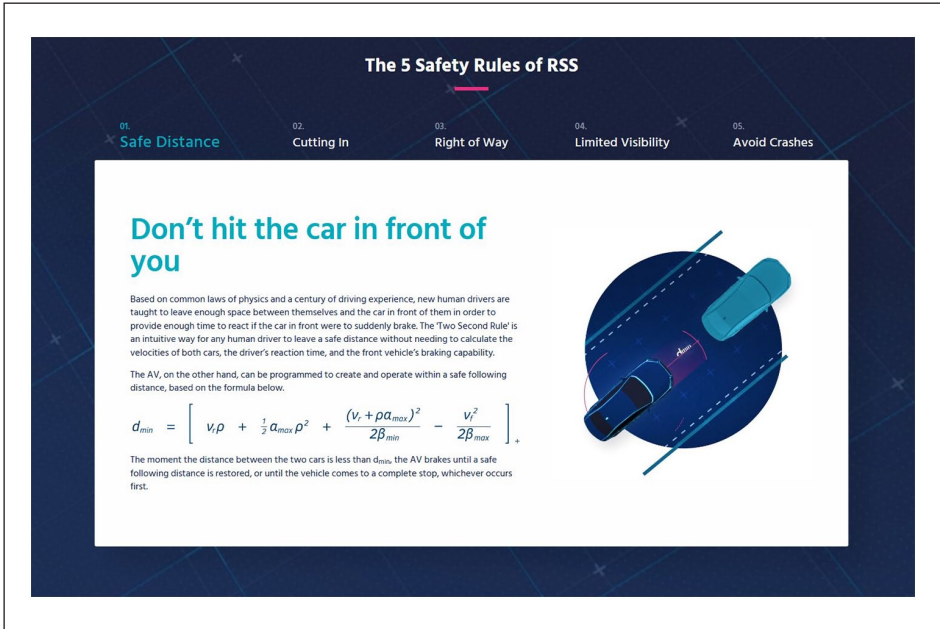 The 5 Safety Rules of RSS
01.
Safe Distance
02.
Cutting In
03.
Right of Way
04.
Limited Visibility
05.
Avoid Crashes
Don’t hit the car in front of
you
Based on common laws of physics and a century of driving experience, new human drivers are
taught to leave enough space between themselves and the car in front of them in order to
provide enough time to react if the car in front were to suddenly brake. The 'Two Second Rule' is
an intuitive way for any human driver to leave a safe distance without needing to calculate the
velocities of both cars, the driver’s reaction time, and the front vehicle’s braking capability.
The AV, on the other hand, can be programmed to create and operate within a safe following
distance, based on the formula below.
d_min = [ v_r ρ + ½ α_max ρ² + (v_r + ρα_max)² / 2β_min − v_f² / 2β_max ]₊
The moment the distance between the two cars is less than d_min, the AV brakes until a safe
following distance is restored, or until the vehicle comes to a complete stop, whichever occurs
first.
d_min